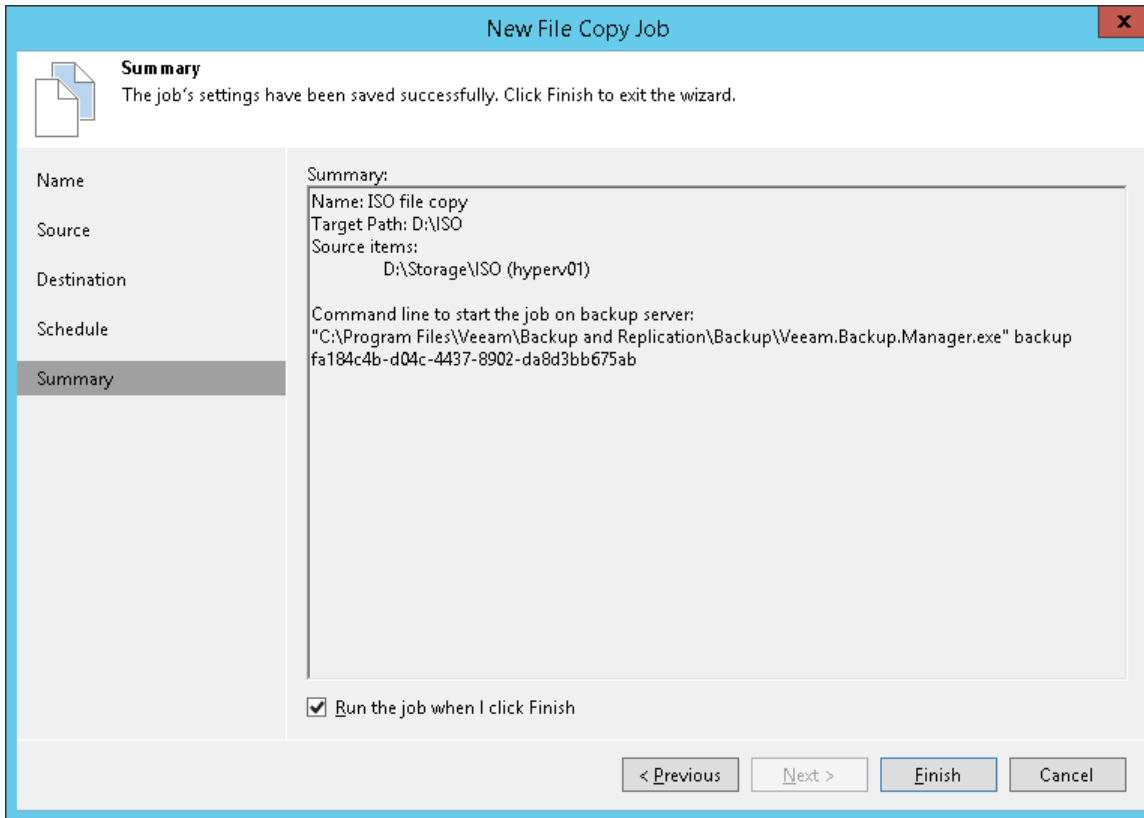 New File Copy Job
x
Summary
The job's settings have been saved successfully. Click Finish to exit the wizard.
Name
Source
Destination
Schedule
Summary
Summary:
Name: ISO file copy
Target Path: D:\ISO
Source items:
D:\Storage\ISO (hyperv01)
Command line to start the job on backup server:
"C:\Program Files\Veeam\Backup and Replication\Backup\Veeam.Backup.Manager.exe" backup
fa184c4b-d04c-4437-8902-da8d3bb675ab
Run the job when I click Finish
< Previous
Next >
Finish
Cancel